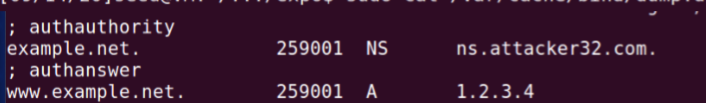 ; authauthority
example.net. 259001 NS ns.attacker32.com.
; authanswer
www.example.net. 259001 A 1.2.3.4